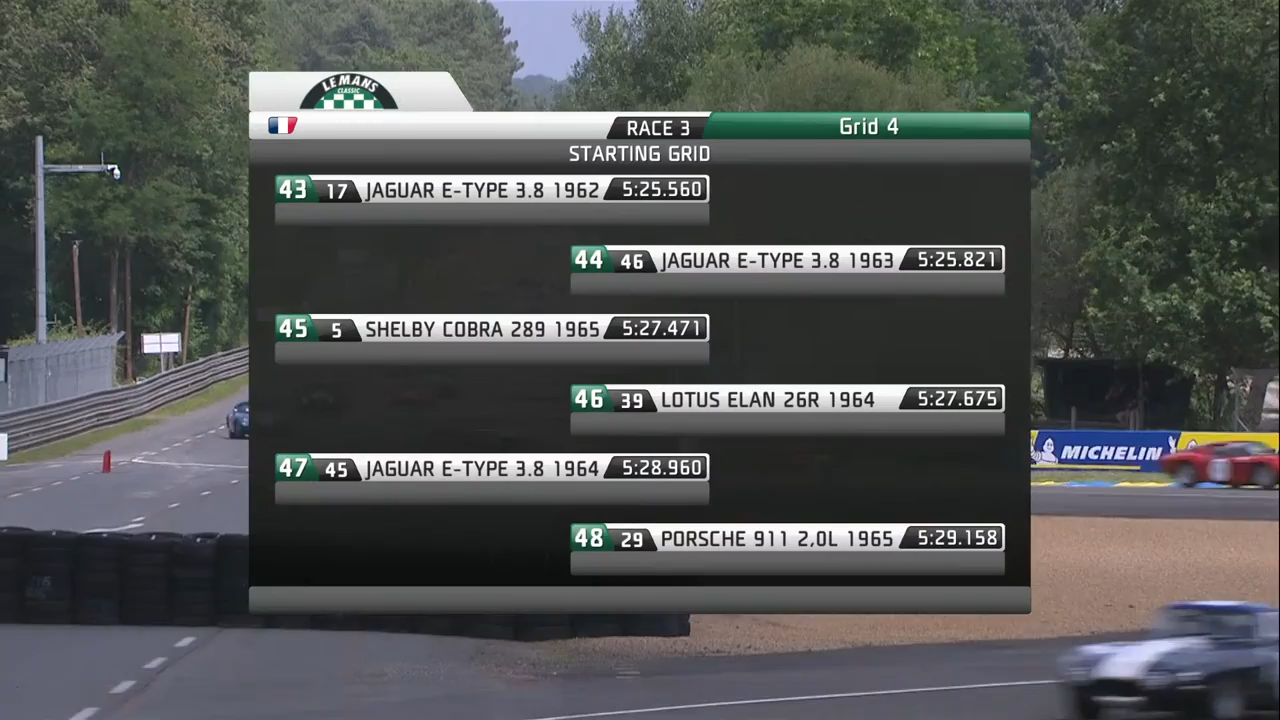 LE MANS
CLASSIC
RACE 3 Grid 4
STARTING GRID
43 17 JAGUAR E-TYPE 3.8 1962 5:25.560
44 46 JAGUAR E-TYPE 3.8 1963 5:25.821
45 5 SHELBY COBRA 289 1965 5:27.471
46 39 LOTUS ELAN 26R 1964 5:27.675
47 45 JAGUAR E-TYPE 3.8 1964 5:28.960
48 29 PORSCHE 911 2,0L 1965 5:29.158
MICHELIN